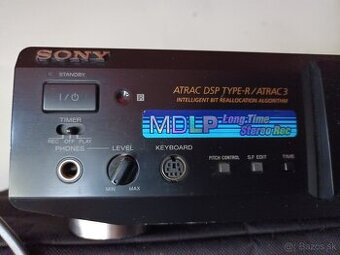 SONY
STANDBY
I/
ATRAC DSP TYPE-R/ATRAC3
INTELLIGENT BIT REALLOCATION ALGORITHM
MDLP Long Time
Stereo Rec
TIMER
REC OFF PLAY
PHONES
LEVEL
MIN MAX
KEYBOARD
PITCH CONTROL
S.F EDIT
TIME
Bazos.sk